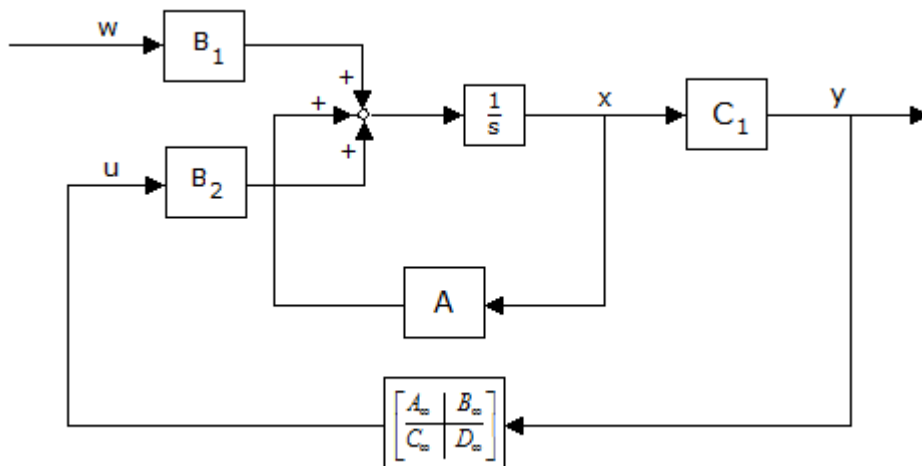 w
B₁
+
+
+
u
B₂
1
s
x
C₁
y
A
A∞ B∞
C∞ D∞